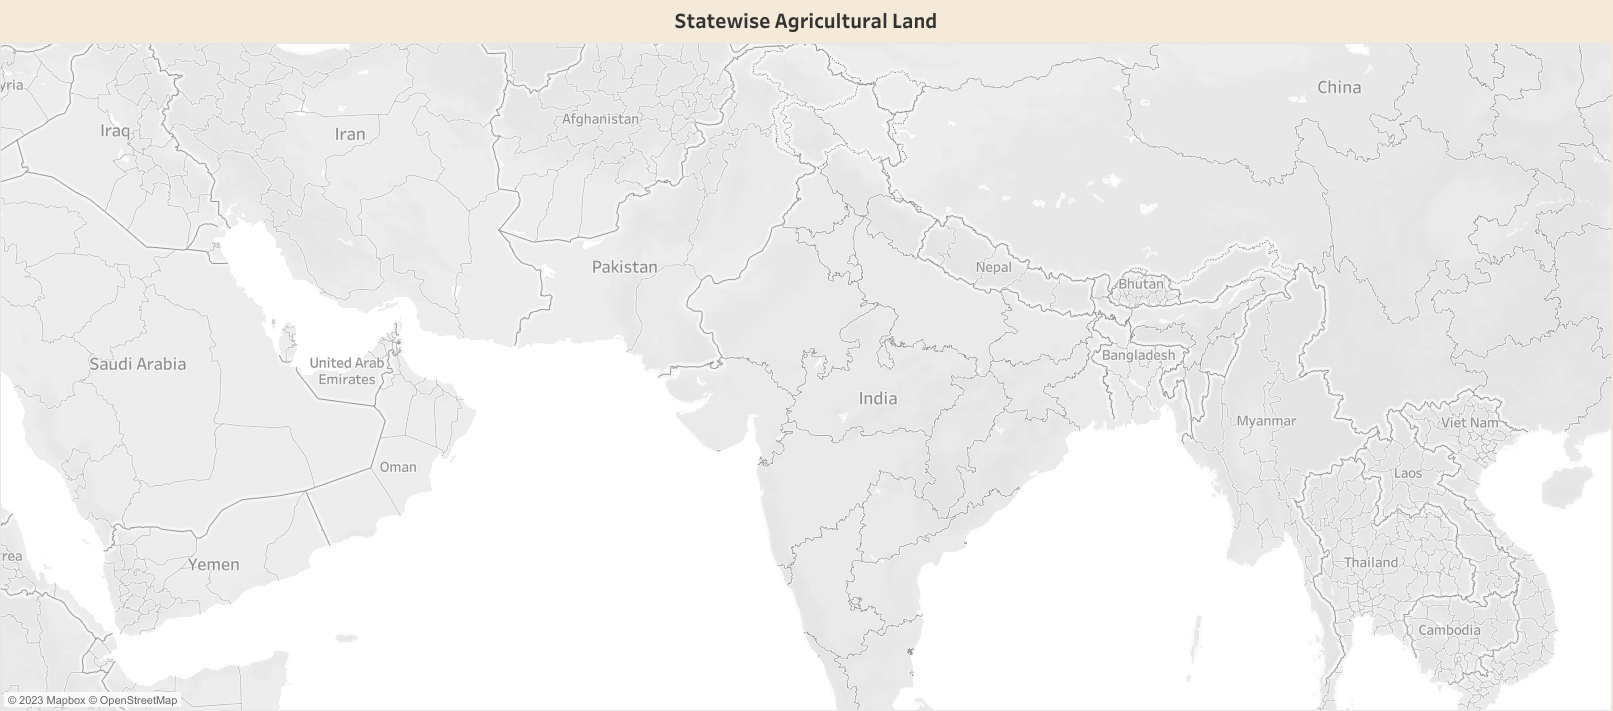 Statewise Agricultural Land
China
yria
Afghanistan
Iraq
Iran
Pakistan
Nepal
Bhutan
Bangladesh
Saudi Arabia
United Arab
Emirates
India
Myanmar
Viet Nam
Oman
Laos
rea
Yemen
Thailand
Cambodia
© 2023 Mapbox © OpenStreetMap